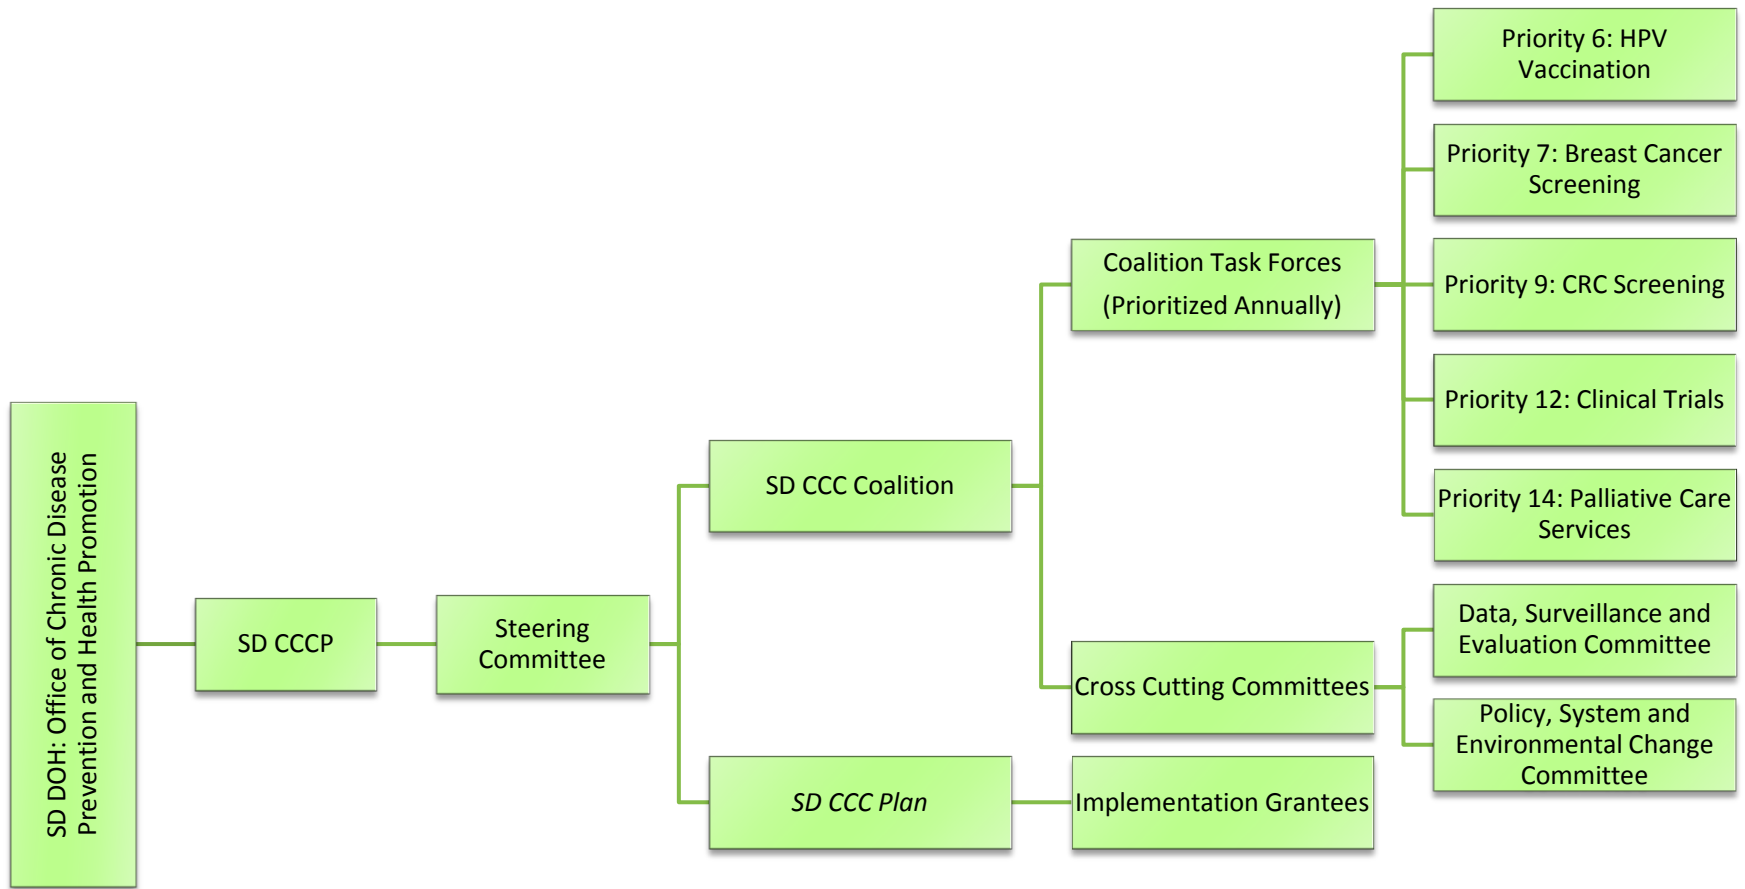 SD DOH: Office of Chronic Disease
Prevention and Health Promotion
SD CCCP
Steering
Committee
SD CCC Coalition
SD CCC Plan
Coalition Task Forces
(Prioritized Annually)
Cross Cutting Committees
Implementation Grantees
Priority 6: HPV
Vaccination
Priority 7: Breast Cancer
Screening
Priority 9: CRC Screening
Priority 12: Clinical Trials
Priority 14: Palliative Care
Services
Data, Surveillance and
Evaluation Committee
Policy, System and
Environmental Change
Committee